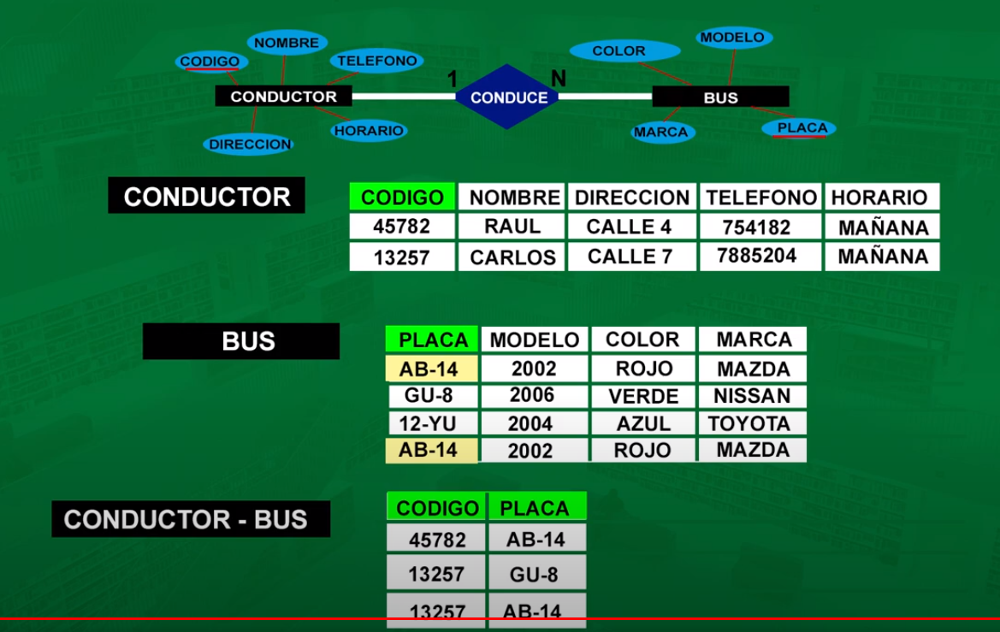 NOMBRE
CODIGO
TELEFONO
CONDUCTOR
HORARIO
DIRECCION
1
CONDUCE
N
COLOR
MODELO
BUS
MARCA
PLACA
CONDUCTOR
CODIGO NOMBRE DIRECCION TELEFONO HORARIO
45782 RAUL CALLE 4 754182 MAÑANA
13257 CARLOS CALLE 7 7885204 MAÑANA
BUS
PLACA MODELO COLOR MARCA
AB-14 2002 ROJO MAZDA
GU-8 2006 VERDE NISSAN
12-YU 2004 AZUL TOYOTA
AB-14 2002 ROJO MAZDA
CONDUCTOR - BUS
CODIGO PLACA
45782 AB-14
13257 GU-8
13257 AB-14